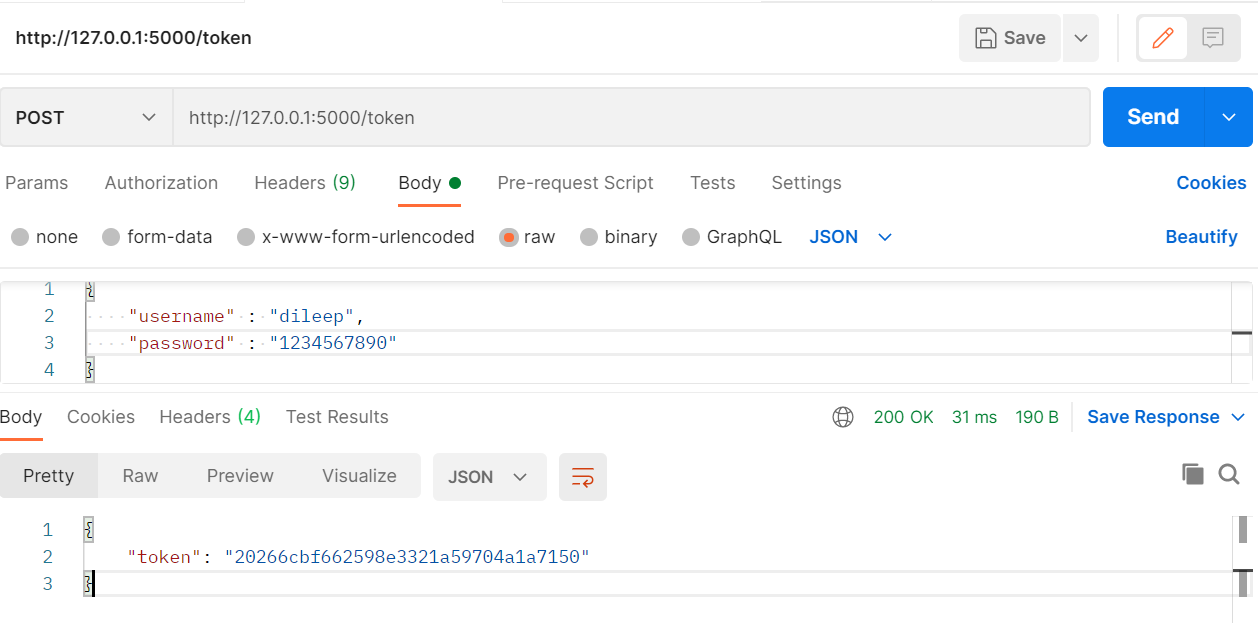 http://127.0.0.1:5000/token
Save
POST
http://127.0.0.1:5000/token
Send
Params Authorization Headers (9) Body Pre-request Script Tests Settings Cookies
none form-data x-www-form-urlencoded raw binary GraphQL JSON Beautify
1 {
2 "username" : "dileep",
3 "password" : "1234567890"
4 }
Body Cookies Headers (4) Test Results 200 OK 31 ms 190 B Save Response
Pretty Raw Preview Visualize JSON
1 {
2 "token": "20266cbf662598e3321a59704a1a7150"
3 }